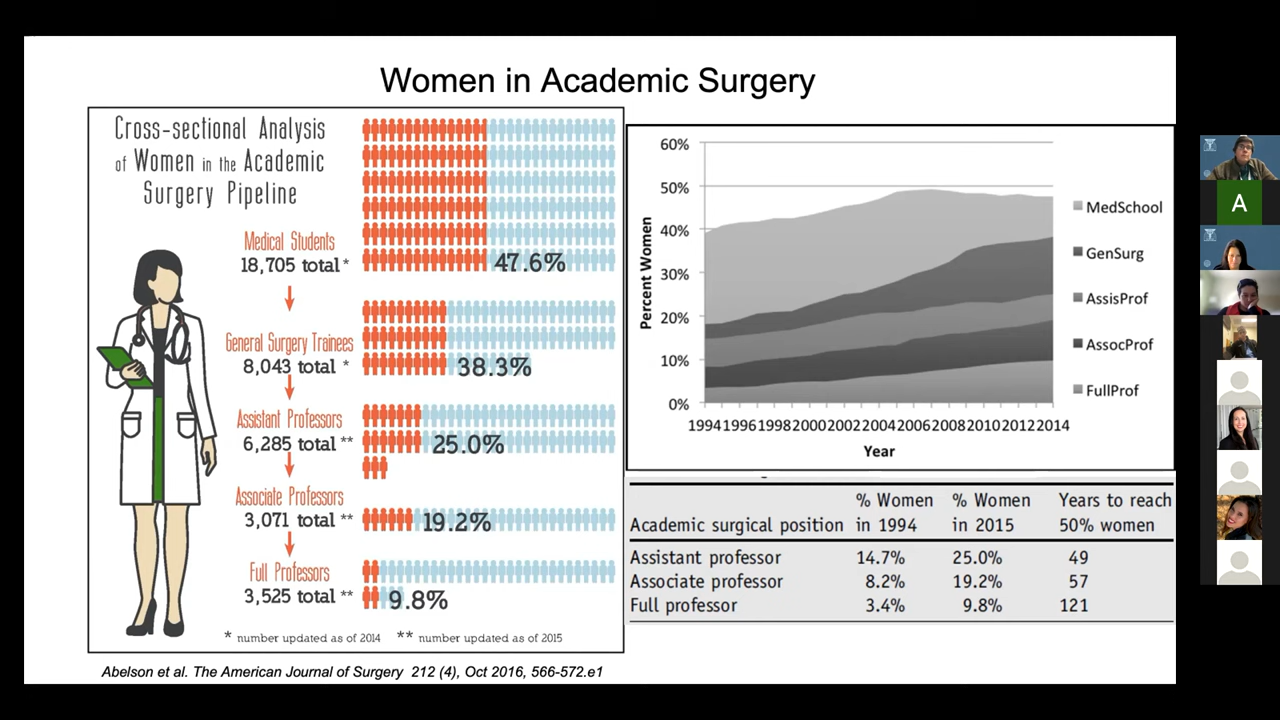 Women in Academic Surgery
Cross-sectional Analysis
of Women in the Academic
Surgery Pipeline
Medical Students
18,705 total *
47.6%
General Surgery Trainees
8,043 total *
38.3%
Assistant Professors
6,285 total **
25.0%
Associate Professors
3,071 total **
19.2%
Full Professors
3,525 total **
9.8%
* number updated as of 2014 ** number updated as of 2015
Abelson et al. The American Journal of Surgery 212 (4), Oct 2016, 566-572.e1
60%
50%
40%
30%
20%
10%
0%
Percent Women
1994 1996 1998 2000 2002 2004 2006 2008 2010 2012 2014
Year
MedSchool
GenSurg
AssisProf
AssocProf
FullProf
% Women % Women Years to reach
Academic surgical position in 1994 in 2015 50% women
Assistant professor 14.7% 25.0% 49
Associate professor 8.2% 19.2% 57
Full professor 3.4% 9.8% 121
A